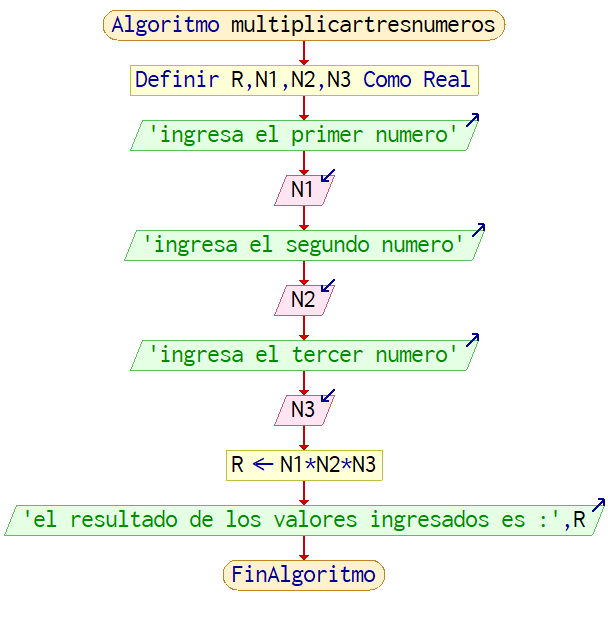 Algoritmo multiplicartresnumeros
Definir R,N1,N2,N3 Como Real
'ingresa el primer numero'
N1
'ingresa el segundo numero'
N2
'ingresa el tercer numero'
N3
R ← N1*N2*N3
'el resultado de los valores ingresados es :',R
FinAlgoritmo